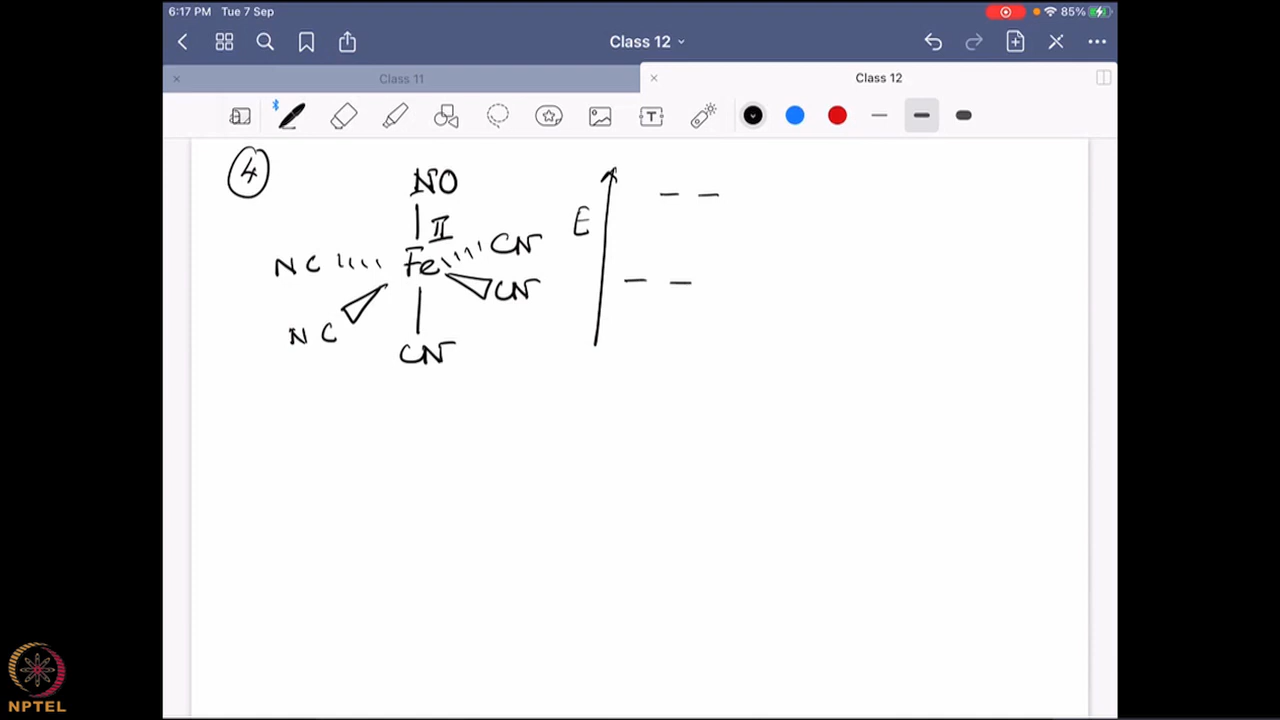 6:17 PM Tue 7 Sep
85%
Class 12
Class 11
Class 12
T
4
NO
II
NC Fe CN
CN
NC
CN
E
NPTEL